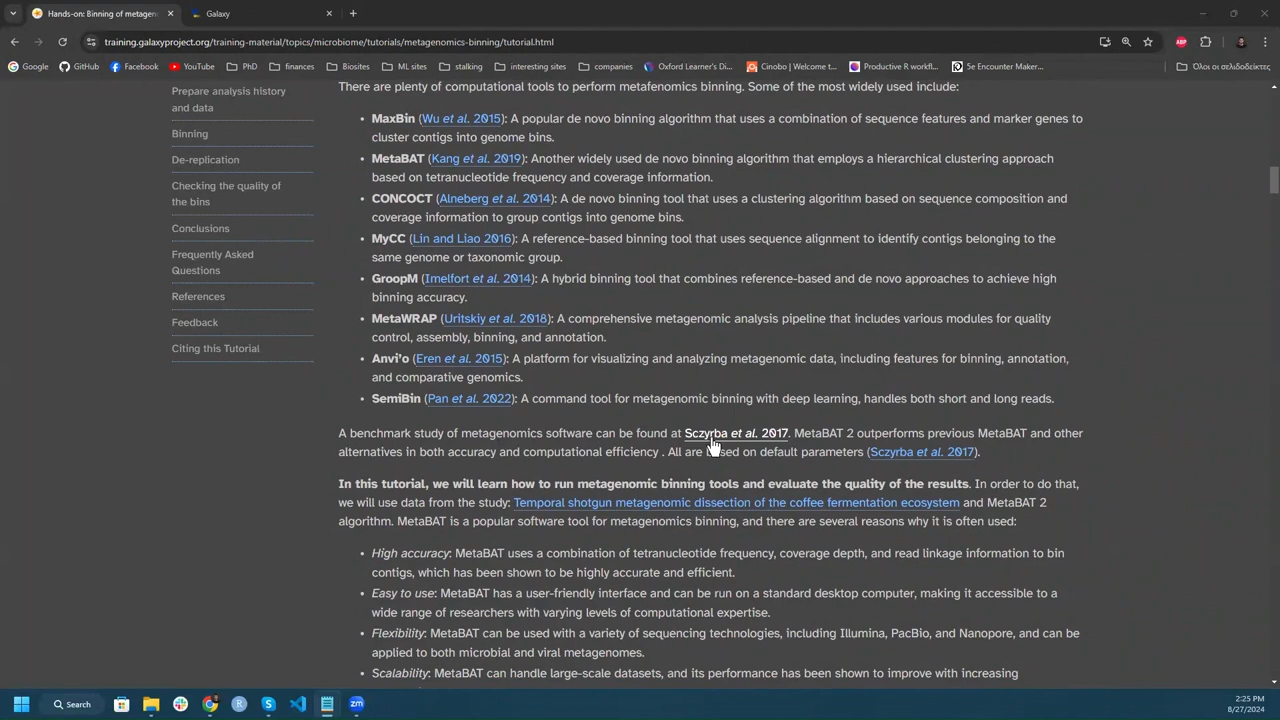 Hands-on: Binning of metagen
Galaxy
training.galaxyproject.org/training-material/topics/microbiome/tutorials/metagenomics-binning/tutorial.html
Google
GitHub
Facebook
YouTube
PhD
finances
Biosites
ML sites
stalking
interesting sites
companies
Oxford Learner's Di...
Cinobo | Welcome t...
Productive R workfl...
5e Encounter Maker...
Όλοι οι σελιδοδείκτες
Prepare analysis history
and data
Binning
De-replication
Checking the quality of
the bins
Conclusions
Frequently Asked
Questions
References
Feedback
Citing this Tutorial
There are plenty of computational tools to perform metafenomics binning. Some of the most widely used include:
• MaxBin (Wu et al. 2015): A popular de novo binning algorithm that uses a combination of sequence features and marker genes to
cluster contigs into genome bins.
• MetaBAT (Kang et al. 2019): Another widely used de novo binning algorithm that employs a hierarchical clustering approach
based on tetranucleotide frequency and coverage information.
• CONCOCT (Alneberg et al. 2014): A de novo binning tool that uses a clustering algorithm based on sequence composition and
coverage information to group contigs into genome bins.
• MyCC (Lin and Liao 2016): A reference-based binning tool that uses sequence alignment to identify contigs belonging to the
same genome or taxonomic group.
• GroopM (Imelfort et al. 2014): A hybrid binning tool that combines reference-based and de novo approaches to achieve high
binning accuracy.
• MetaWRAP (Uritskiy et al. 2018): A comprehensive metagenomic analysis pipeline that includes various modules for quality
control, assembly, binning, and annotation.
• Anvi'o (Eren et al. 2015): A platform for visualizing and analyzing metagenomic data, including features for binning, annotation,
and comparative genomics.
• SemiBin (Pan et al. 2022): A command tool for metagenomic binning with deep learning, handles both short and long reads.
A benchmark study of metagenomics software can be found at Sczyrba et al. 2017. MetaBAT 2 outperforms previous MetaBAT and other
alternatives in both accuracy and computational efficiency . All are based on default parameters (Sczyrba et al. 2017).
In this tutorial, we will learn how to run metagenomic binning tools and evaluate the quality of the results. In order to do that,
we will use data from the study: Temporal shotgun metagenomic dissection of the coffee fermentation ecosystem and MetaBAT 2
algorithm. MetaBAT is a popular software tool for metagenomics binning, and there are several reasons why it is often used:
• High accuracy: MetaBAT uses a combination of tetranucleotide frequency, coverage depth, and read linkage information to bin
contigs, which has been shown to be highly accurate and efficient.
• Easy to use: MetaBAT has a user-friendly interface and can be run on a standard desktop computer, making it accessible to a
wide range of researchers with varying levels of computational expertise.
• Flexibility: MetaBAT can be used with a variety of sequencing technologies, including Illumina, PacBio, and Nanopore, and can be
applied to both microbial and viral metagenomes.
• Scalability: MetaBAT can handle large-scale datasets, and its performance has been shown to improve with increasing
Search
2:25 PM
8/27/2024